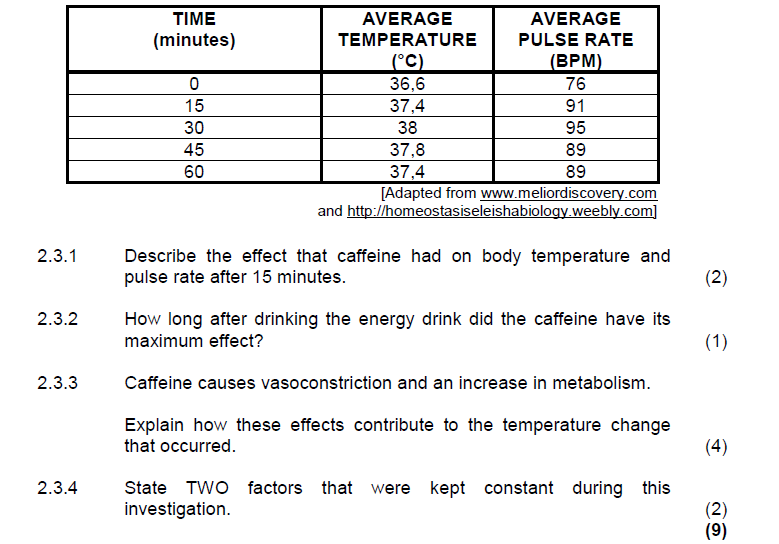 TIME (minutes) AVERAGE TEMPERATURE (°C) AVERAGE PULSE RATE (BPM)
0 36,6 76
15 37,4 91
30 38 95
45 37,8 89
60 37,4 89
[Adapted from www.meliordiscovery.com
and http://homeostasiseleishabiology.weebly.com]
2.3.1 Describe the effect that caffeine had on body temperature and
pulse rate after 15 minutes. (2)
2.3.2 How long after drinking the energy drink did the caffeine have its
maximum effect? (1)
2.3.3 Caffeine causes vasoconstriction and an increase in metabolism.
Explain how these effects contribute to the temperature change
that occurred. (4)
2.3.4 State TWO factors that were kept constant during this
investigation. (2)
(9)